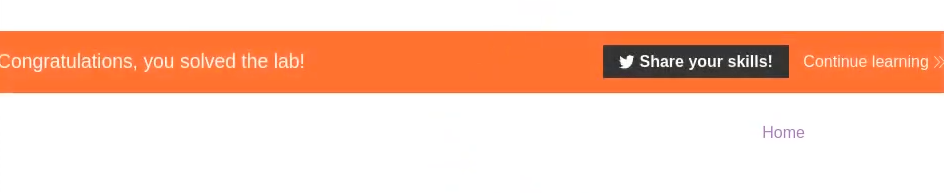 Congratulations, you solved the lab!
Share your skills!
Continue learning
Home